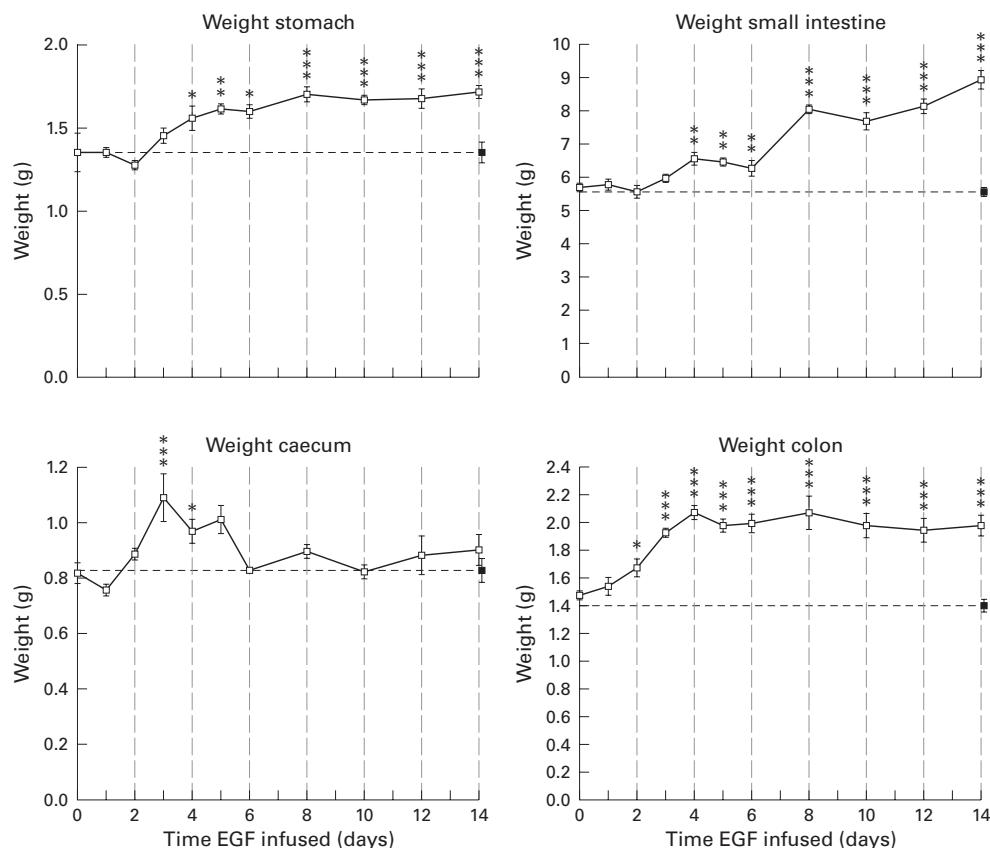 Weight stomach
Weight (g)
2.0
1.5
1.0
0.5
0.0
* ** * *** *** *** ***
Weight small intestine
Weight (g)
10
9
8
7
6
5
4
3
2
1
0
** ** ** *** *** *** ***
Weight caecum
Weight (g)
1.2
1.0
0.8
0.6
0.4
0.2
0.0
*** *
0 2 4 6 8 10 12 14
Time EGF infused (days)
Weight colon
Weight (g)
2.4
2.2
2.0
1.8
1.6
1.4
1.2
1.0
0.8
0.6
0.4
0.2
0.0
* *** *** *** *** *** *** *** ***
0 2 4 6 8 10 12 14
Time EGF infused (days)